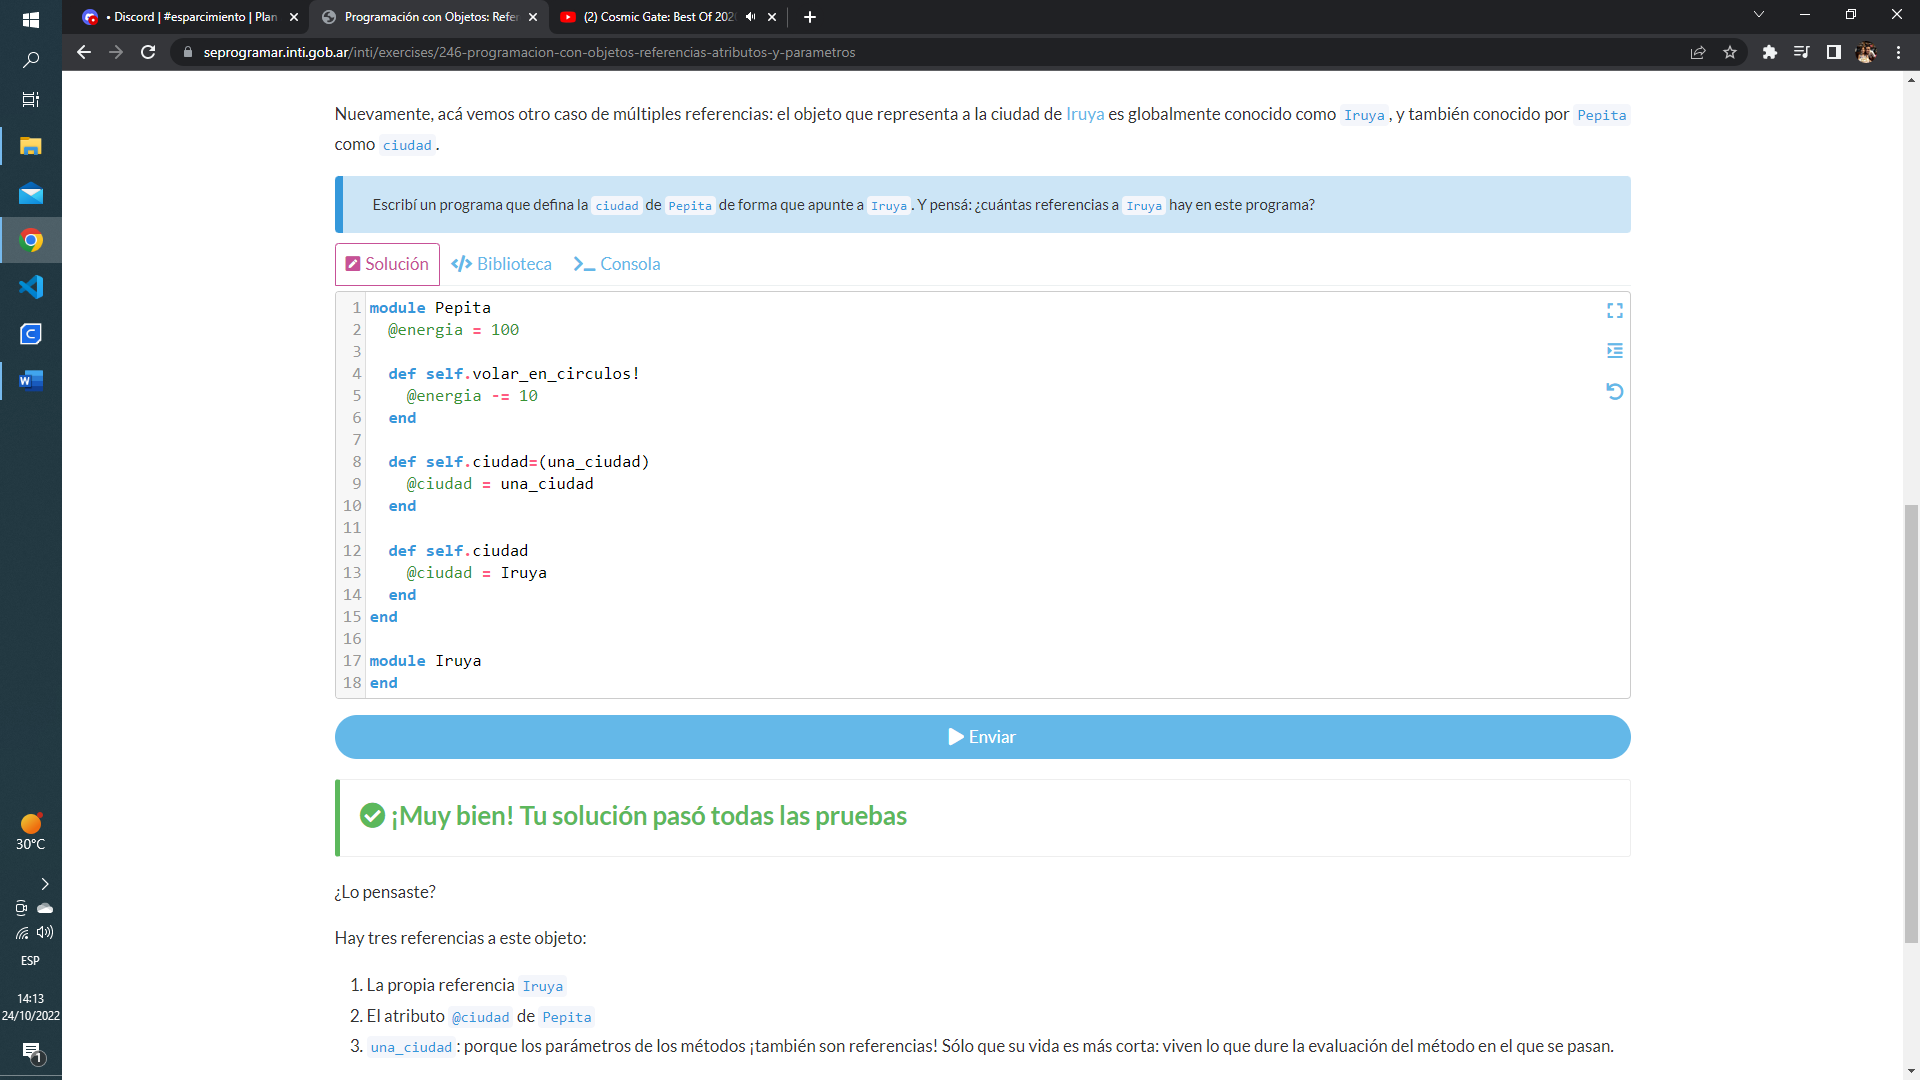 • Discord | #esparcimiento | Plan
Programación con Objetos: Refer
(2) Cosmic Gate: Best Of 2020
seprogramar.inti.gob.ar/inti/exercises/246-programacion-con-objetos-referencias-atributos-y-parametros
Nuevamente, acá vemos otro caso de múltiples referencias: el objeto que representa a la ciudad de Iruya es globalmente conocido como Iruya, y también conocido por Pepita
como ciudad.
Escribí un programa que defina la ciudad de Pepita de forma que apunte a Iruya. Y pensá: ¿cuántas referencias a Iruya hay en este programa?
Solución
Biblioteca
Consola
1 module Pepita
2 @energia = 100
3
4 def self.volar_en_circulos!
5 @energia -= 10
6 end
7
8 def self.ciudad=(una_ciudad)
9 @ciudad = una_ciudad
10 end
11
12 def self.ciudad
13 @ciudad = Iruya
14 end
15 end
16
17 module Iruya
18 end
Enviar
¡Muy bien! Tu solución pasó todas las pruebas
¿Lo pensaste?
Hay tres referencias a este objeto:
1. La propia referencia Iruya
2. El atributo @ciudad de Pepita
3. una_ciudad: porque los parámetros de los métodos ¡también son referencias! Sólo que su vida es más corta: viven lo que dure la evaluación del método en el que se pasan.
30°C
ESP
14:13
24/10/2022
1